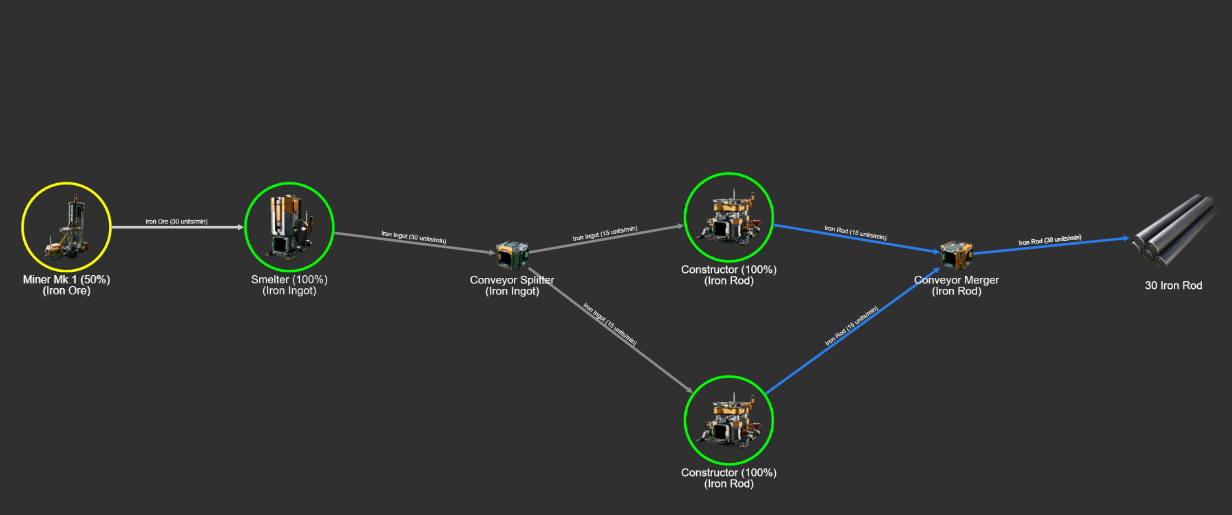 Iron Ore (30 units/min)
Miner Mk.1 (50%)
(Iron Ore)
Smelter (100%)
(Iron Ingot)
Iron Ingot (30 units/min)
Conveyor Splitter
(Iron Ingot)
Iron Ingot (15 units/min)
Iron Ingot (15 units/min)
Constructor (100%)
(Iron Rod)
Constructor (100%)
(Iron Rod)
Iron Rod (15 units/min)
Iron Rod (15 units/min)
Conveyor Merger
(Iron Rod)
Iron Rod (30 units/min)
30 Iron Rod